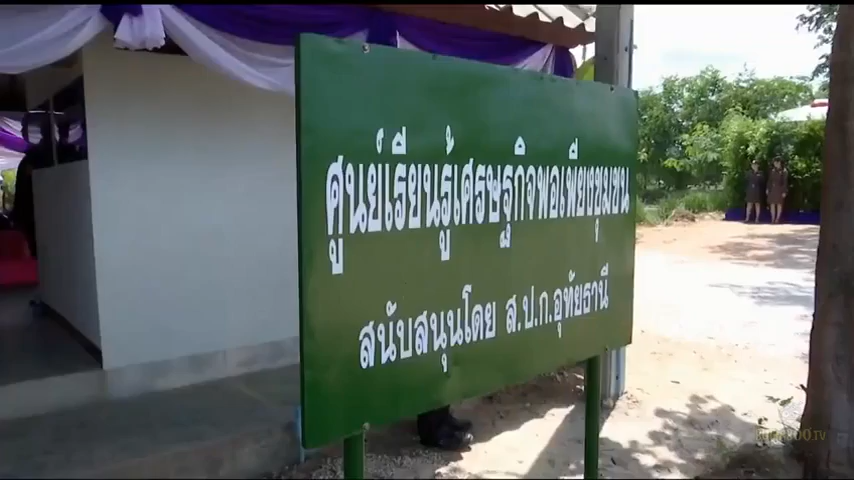 ศูนย์เรียนรู้เศรษฐกิจพอเพียงชุมชน
สนับสนุนโดย ส.ป.ก.อุทัยธานี